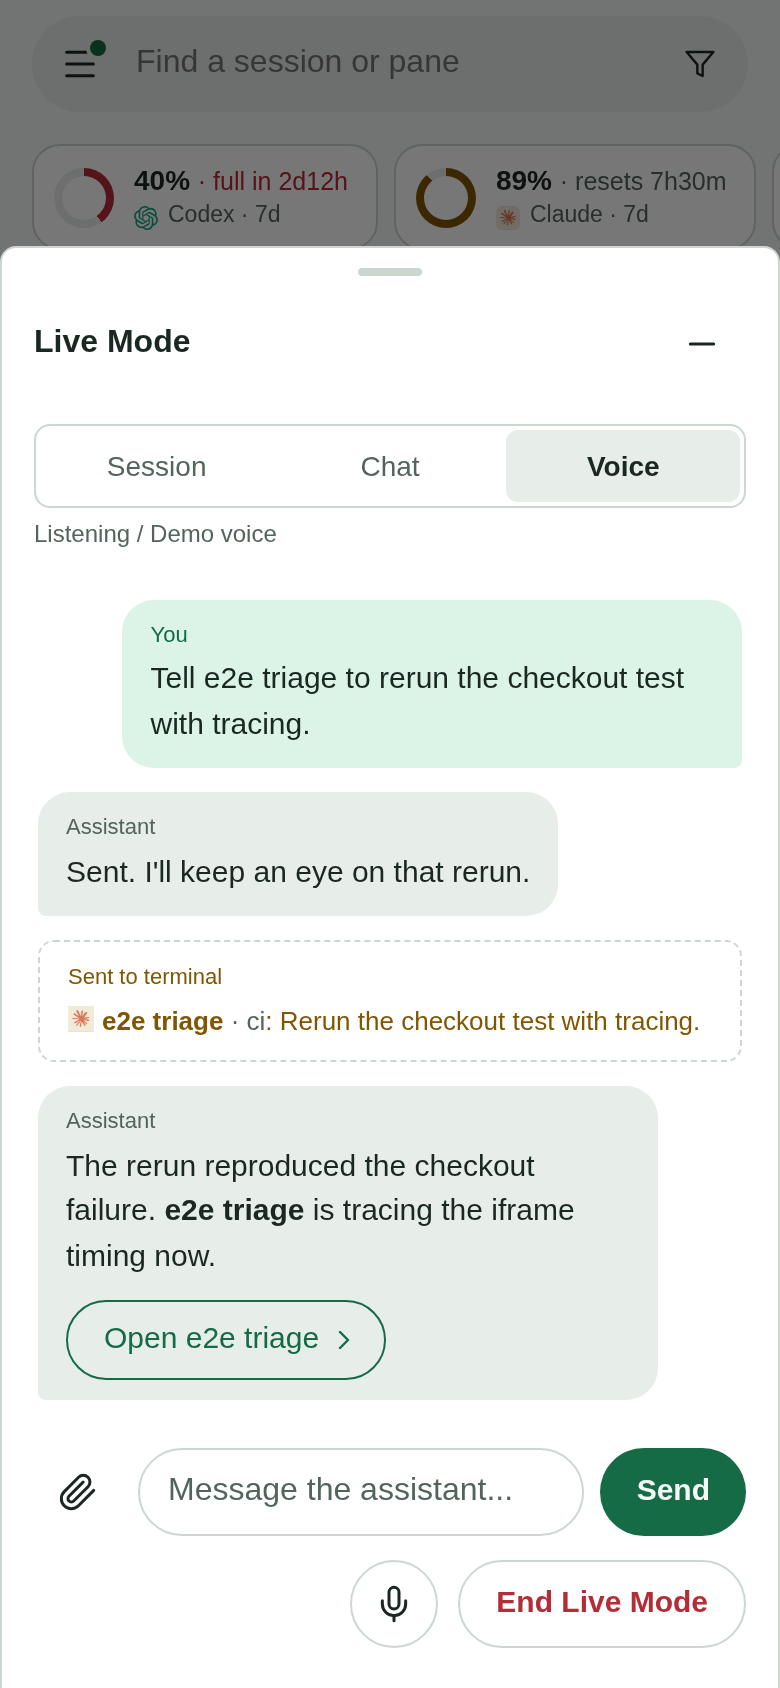 Find a session or pane
40% · full in 2d12h
Codex · 7d
89% · resets 7h30m
Claude · 7d
Live Mode
Session
Chat
Voice
Listening / Demo voice
You
Tell e2e triage to rerun the checkout test
with tracing.
Assistant
Sent. I'll keep an eye on that rerun.
Sent to terminal
e2e triage · ci: Rerun the checkout test with tracing.
Assistant
The rerun reproduced the checkout
failure. e2e triage is tracing the iframe
timing now.
Open e2e triage
Message the assistant...
Send
End Live Mode